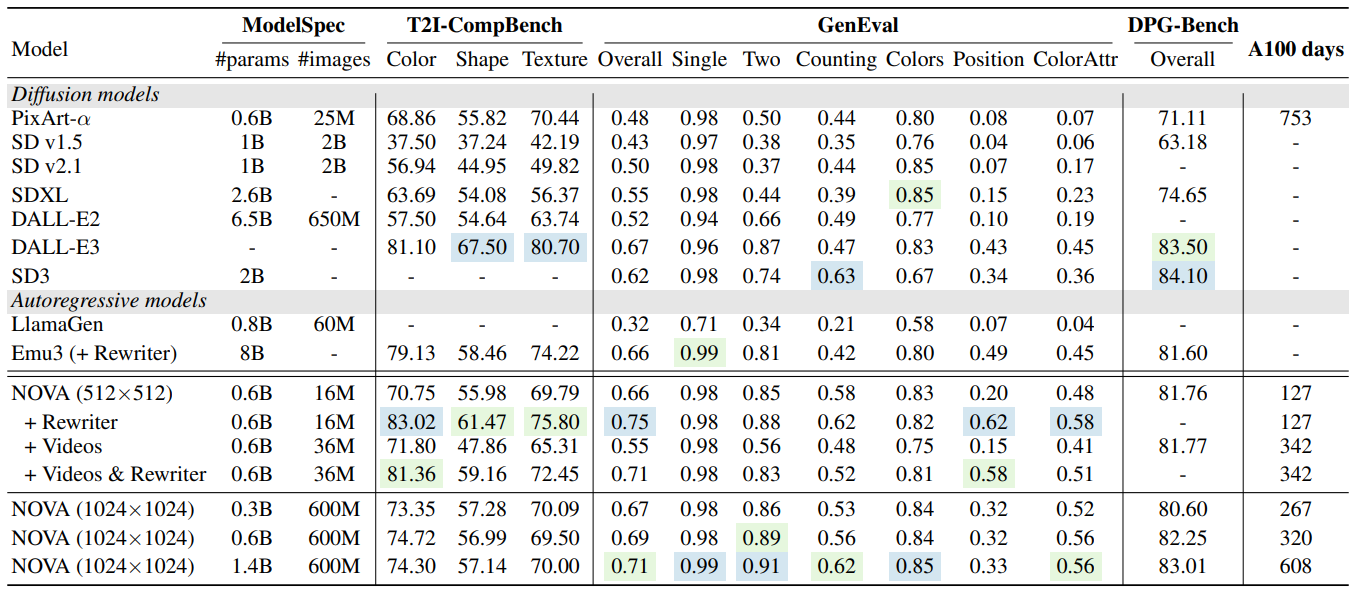 Model ModelSpec T2I-CompBench GenEval DPG-Bench A100 days
#params #images Color Shape Texture Overall Single Two Counting Colors Position ColorAttr Overall
Diffusion models
PixArt-α 0.6B 25M 68.86 55.82 70.44 0.48 0.98 0.50 0.44 0.80 0.08 0.07 71.11 753
SD v1.5 1B 2B 37.50 37.24 42.19 0.43 0.97 0.38 0.35 0.76 0.04 0.06 63.18 -
SD v2.1 1B 2B 56.94 44.95 49.82 0.50 0.98 0.37 0.44 0.85 0.07 0.17 - -
SDXL 2.6B - 63.69 54.08 56.37 0.55 0.98 0.44 0.39 0.85 0.15 0.23 74.65 -
DALL-E2 6.5B 650M 57.50 54.64 63.74 0.52 0.94 0.66 0.49 0.77 0.10 0.19 - -
DALL-E3 - - 81.10 67.50 80.70 0.67 0.96 0.87 0.47 0.83 0.43 0.45 83.50 -
SD3 2B - - - - 0.62 0.98 0.74 0.63 0.67 0.34 0.36 84.10 -
Autoregressive models
LlamaGen 0.8B 60M - - - 0.32 0.71 0.34 0.21 0.58 0.07 0.04 - -
Emu3 (+ Rewriter) 8B - 79.13 58.46 74.22 0.66 0.99 0.81 0.42 0.80 0.49 0.45 81.60 -
NOVA (512×512) 0.6B 16M 70.75 55.98 69.79 0.66 0.98 0.85 0.58 0.83 0.20 0.48 81.76 127
+ Rewriter 0.6B 16M 83.02 61.47 75.80 0.75 0.98 0.88 0.62 0.82 0.62 0.58 - 127
+ Videos 0.6B 36M 71.80 47.86 65.31 0.55 0.98 0.56 0.48 0.75 0.15 0.41 81.77 342
+ Videos & Rewriter 0.6B 36M 81.36 59.16 72.45 0.71 0.98 0.83 0.52 0.81 0.58 0.51 - 342
NOVA (1024×1024) 0.3B 600M 73.35 57.28 70.09 0.67 0.98 0.86 0.53 0.84 0.32 0.52 80.60 267
NOVA (1024×1024) 0.6B 600M 74.72 56.99 69.50 0.69 0.98 0.89 0.56 0.84 0.32 0.56 82.25 320
NOVA (1024×1024) 1.4B 600M 74.30 57.14 70.00 0.71 0.99 0.91 0.62 0.85 0.33 0.56 83.01 608